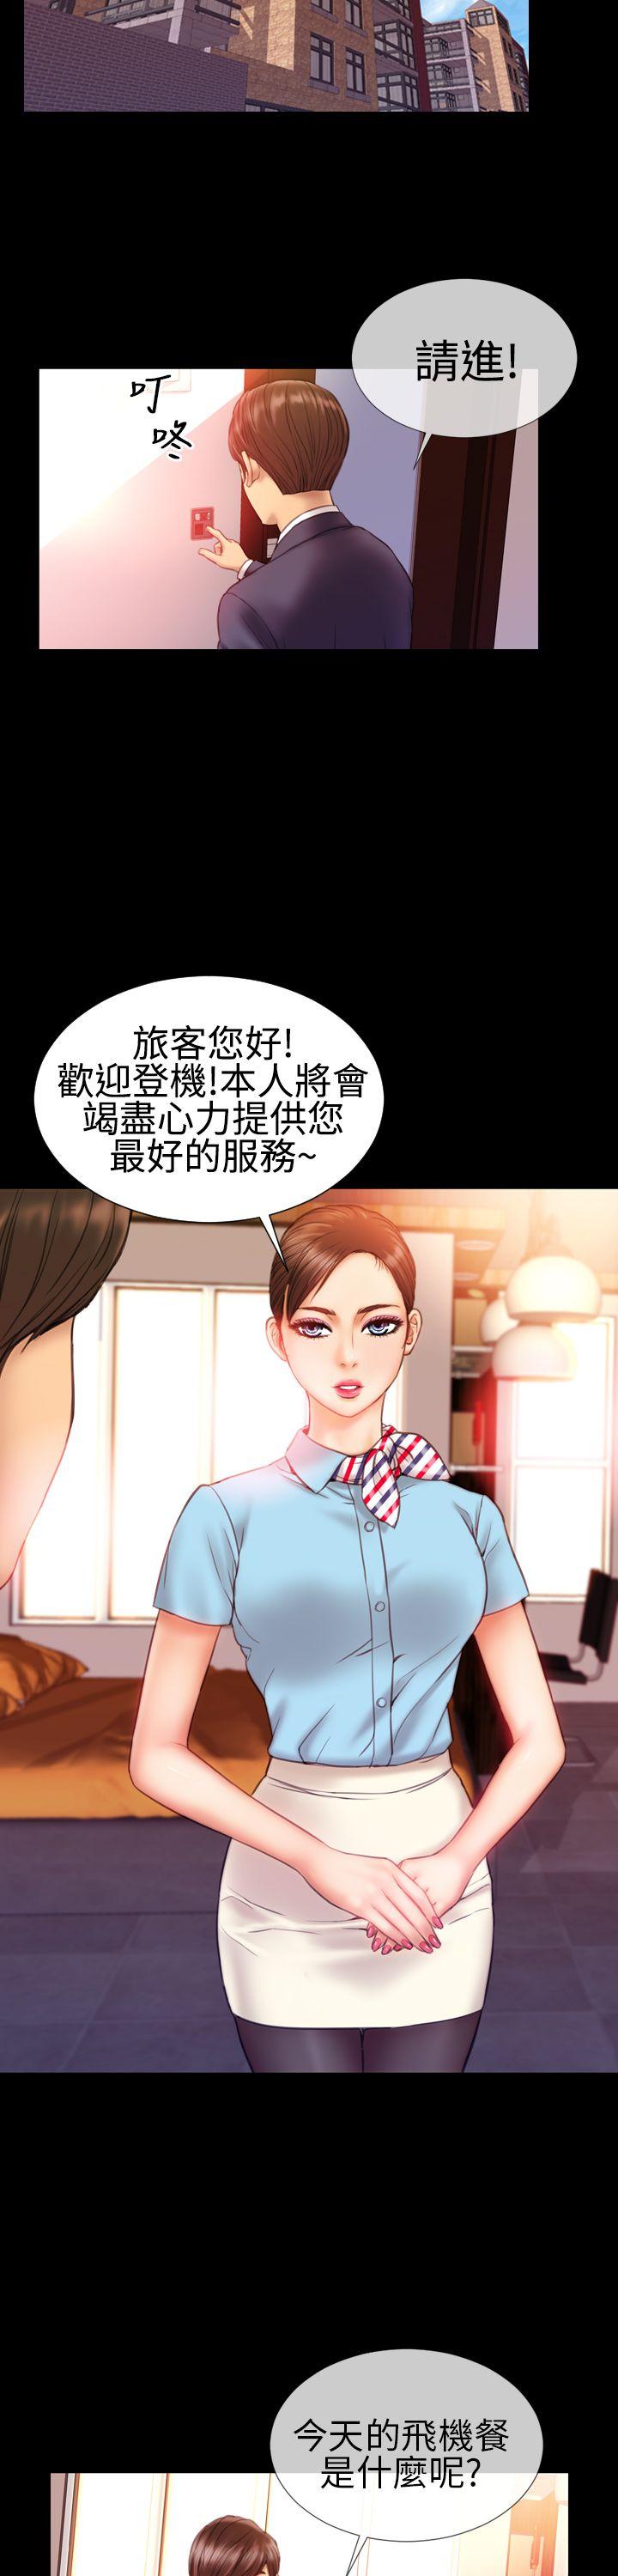 請進!
叮
咚
旅客您好!
歡迎登機!本人將會
竭盡心力提供您
最好的服務~
今天的飛機餐
是什麼呢?